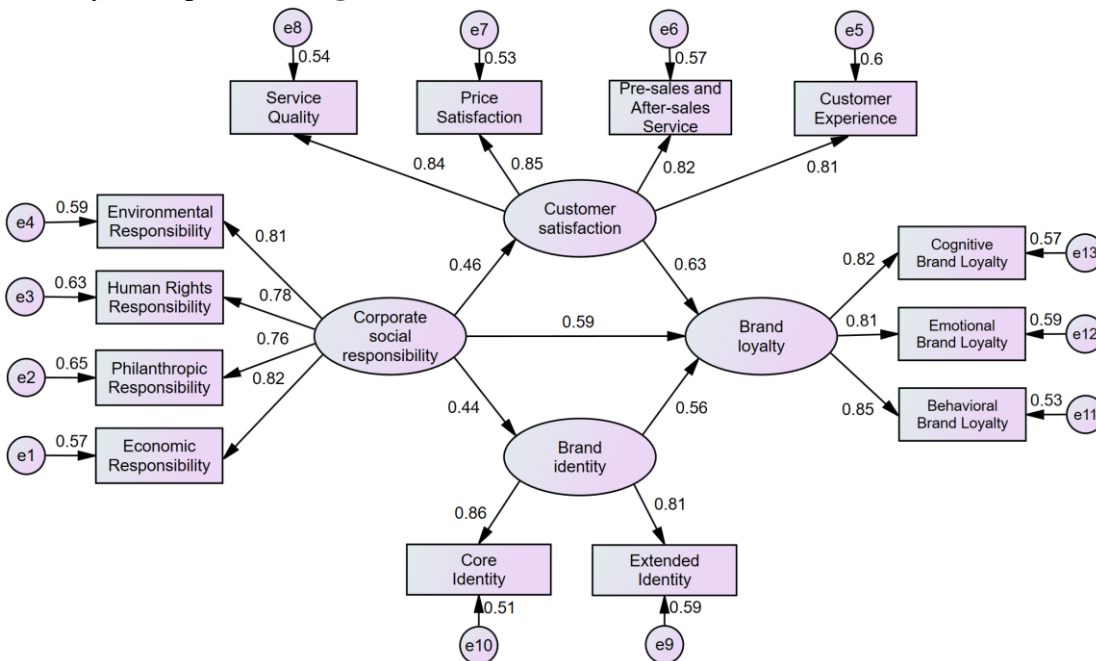 e8
e7
e6
e5
0.54
0.53
0.57
0.6
Service
Quality
Price
Satisfaction
Pre-sales and
After-sales
Service
Customer
Experience
0.84
0.85
0.82
0.81
Customer
satisfaction
e4
0.59
Environmental
Responsibility
0.81
e3
0.63
Human Rights
Responsibility
0.78
e2
0.65
Philanthropic
Responsibility
0.76
e1
0.57
Economic
Responsibility
0.82
Corporate
social
responsibility
0.46
0.63
0.59
0.44
0.56
Brand
loyalty
Brand
identity
0.82
Cognitive
Brand Loyalty
0.57
e13
0.81
Emotional
Brand Loyalty
0.59
e12
0.85
Behavioral
Brand Loyalty
0.53
e11
0.86
0.81
Core
Identity
Extended
Identity
0.51
0.59
e10
e9